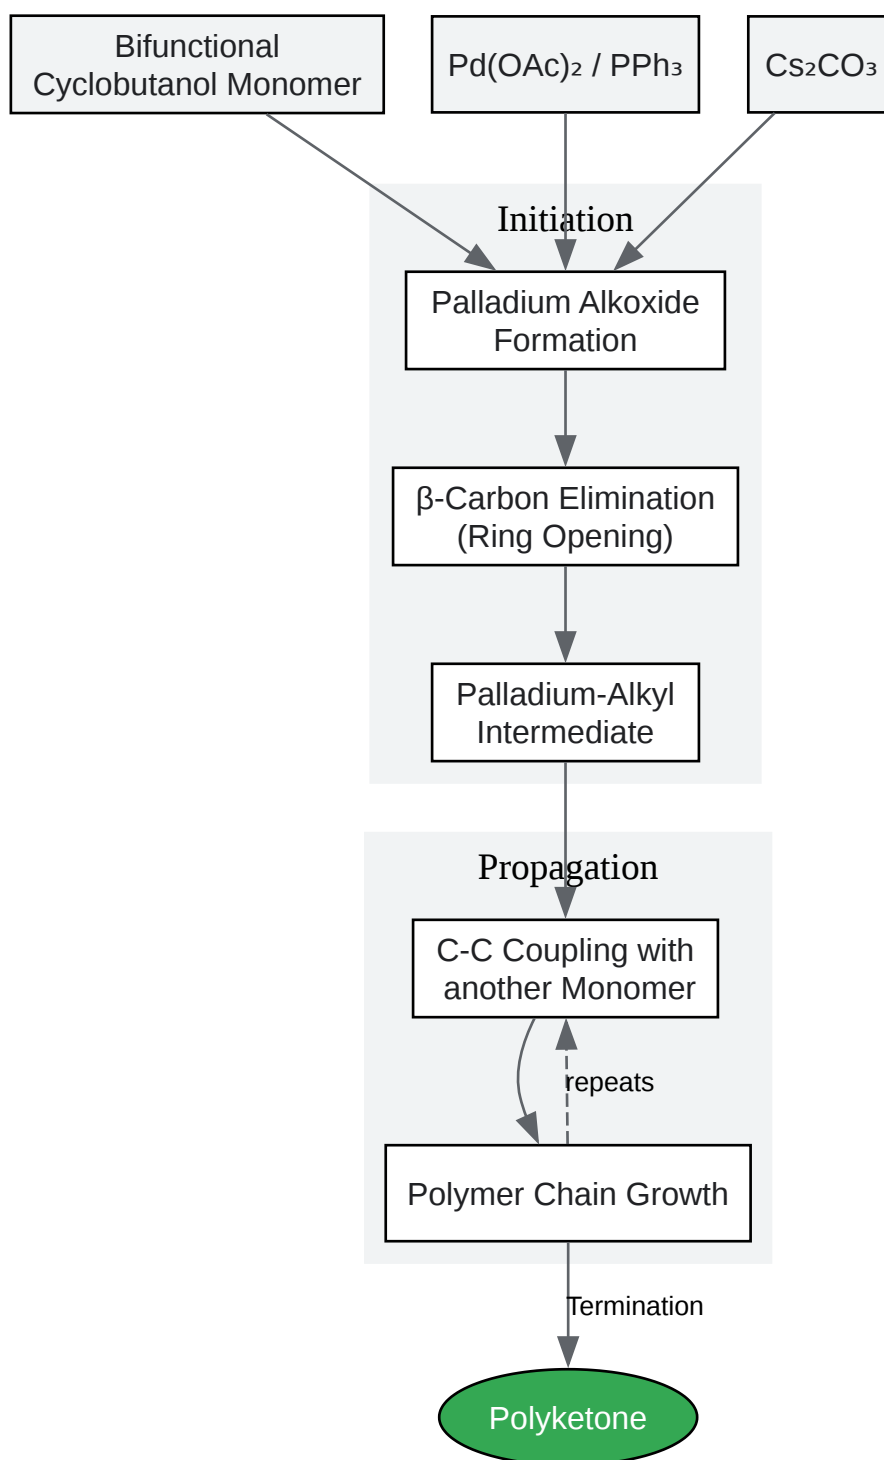 Bifunctional
Cyclobutanol Monomer
Pd(OAc)₂ / PPh₃
Cs₂CO₃
Initiation
Palladium Alkoxide
Formation
β-Carbon Elimination
(Ring Opening)
Palladium-Alkyl
Intermediate
Propagation
C-C Coupling with
another Monomer
repeats
Polymer Chain Growth
Termination
Polyketone